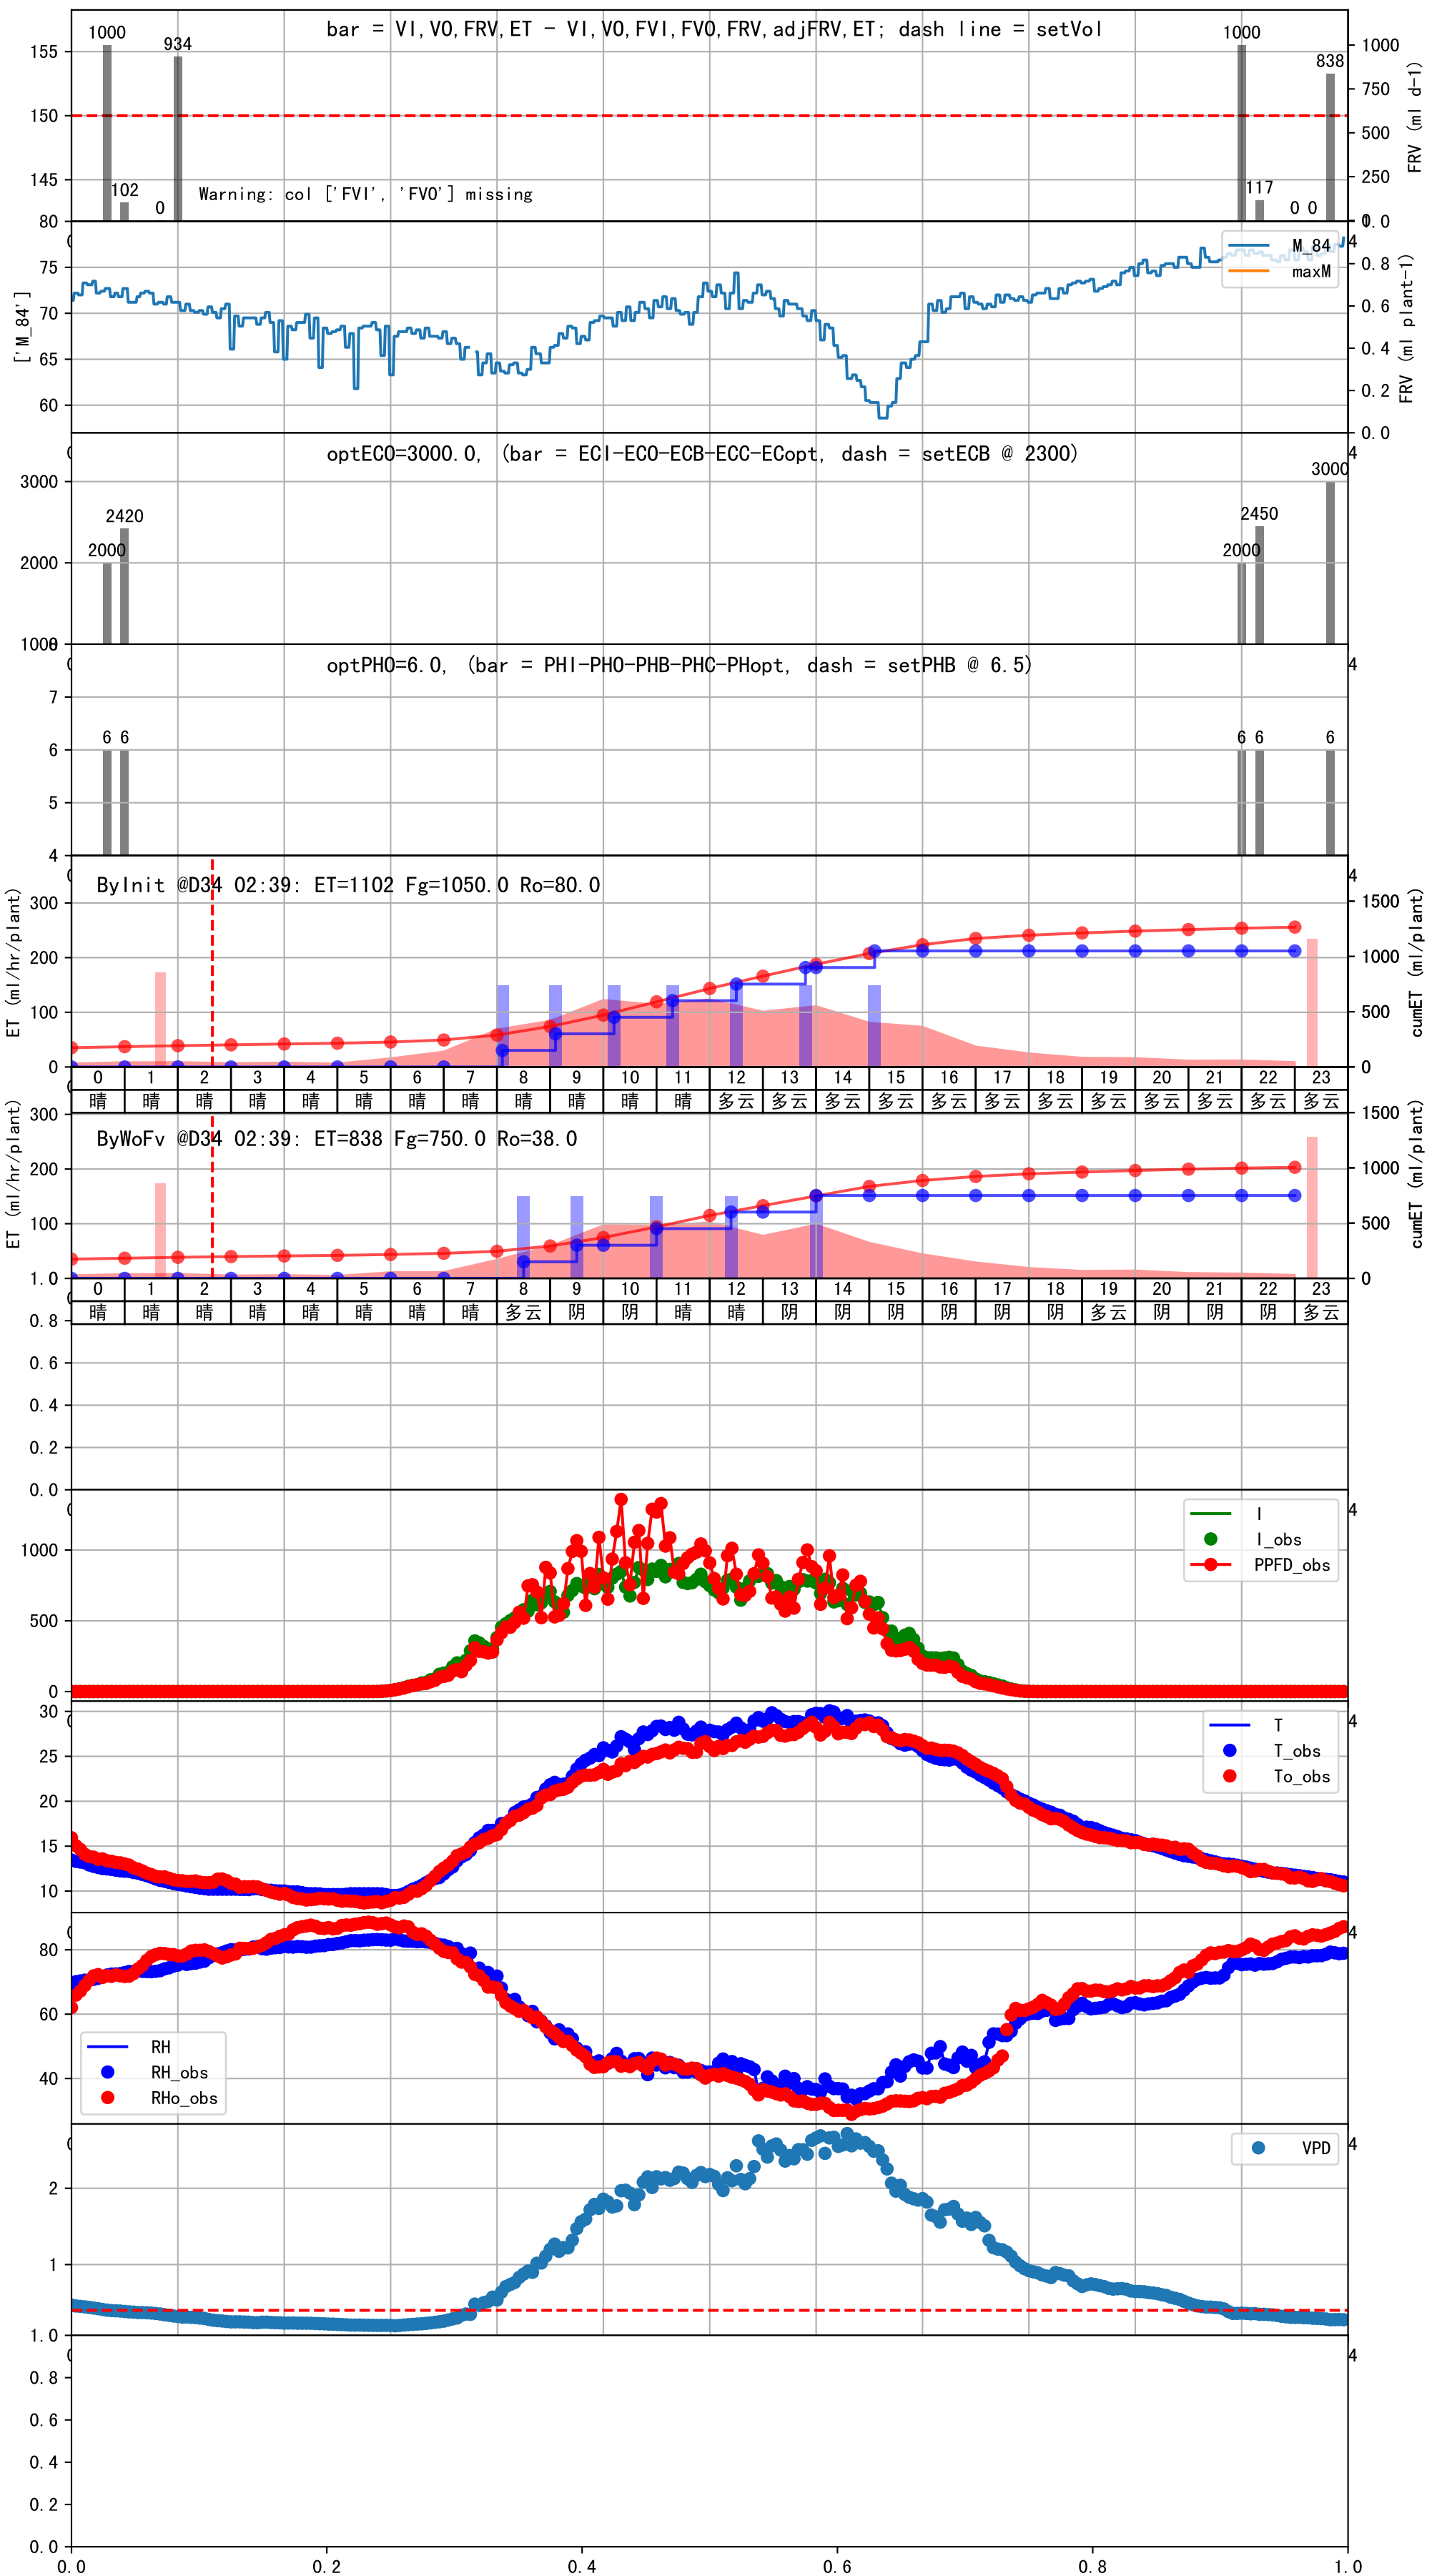 bar = VI,VO,FRV,ET - VI,VO,FVI,FVO,FRV,adjFRV,ET; dash line = setVol
1000
102
0
934
1000
117
0
0
838
Warning: col ['FVI', 'FVO'] missing
155
150
145
1000
750
500
250
FRV (ml d-1)
80
75
70
65
60
['M_84']
M_84
maxM
1.0
0.8
0.6
0.4
0.2
0.0
FRV (ml plant-1)
optECO=3000.0, (bar = ECI-ECO-ECB-ECC-ECopt, dash = setECB @ 2300)
2000
2420
2000
2450
3000
3000
2000
1000
optPHO=6.0, (bar = PHI-PHO-PHB-PHC-PHopt, dash = setPHB @ 6.5)
6 6 6 6 6
7
6
5
4
ByInit @D34 02:39: ET=1102 Fg=1050.0 Ro=80.0
300
200
100
0
ET (ml/hr/plant)
1500
1000
500
0
cumET (ml/plant)
0 1 2 3 4 5 6 7 8 9 10 11 12 13 14 15 16 17 18 19 20 21 22 23
晴 晴 晴 晴 晴 晴 晴 晴 晴 晴 晴 晴 多云 多云 多云 多云 多云 多云 多云 多云 多云 多云 多云 多云
ByWoFv @D34 02:39: ET=838 Fg=750.0 Ro=38.0
300
200
100
ET (ml/hr/plant)
1500
1000
500
0
cumET (ml/plant)
0 1 2 3 4 5 6 7 8 9 10 11 12 13 14 15 16 17 18 19 20 21 22 23
晴 晴 晴 晴 晴 晴 晴 晴 多云 阴 阴 晴 晴 阴 阴 阴 阴 阴 阴 多云 阴 阴 阴 多云
1.0
0.8
0.6
0.4
0.2
0.0
1000
500
0
I
I_obs
PPFD_obs
30
25
20
15
10
T
T_obs
To_obs
80
60
40
RH
RH_obs
RHo_obs
2
1
VPD
1.0
0.8
0.6
0.4
0.2
0.0
0.0 0.2 0.4 0.6 0.8 1.0